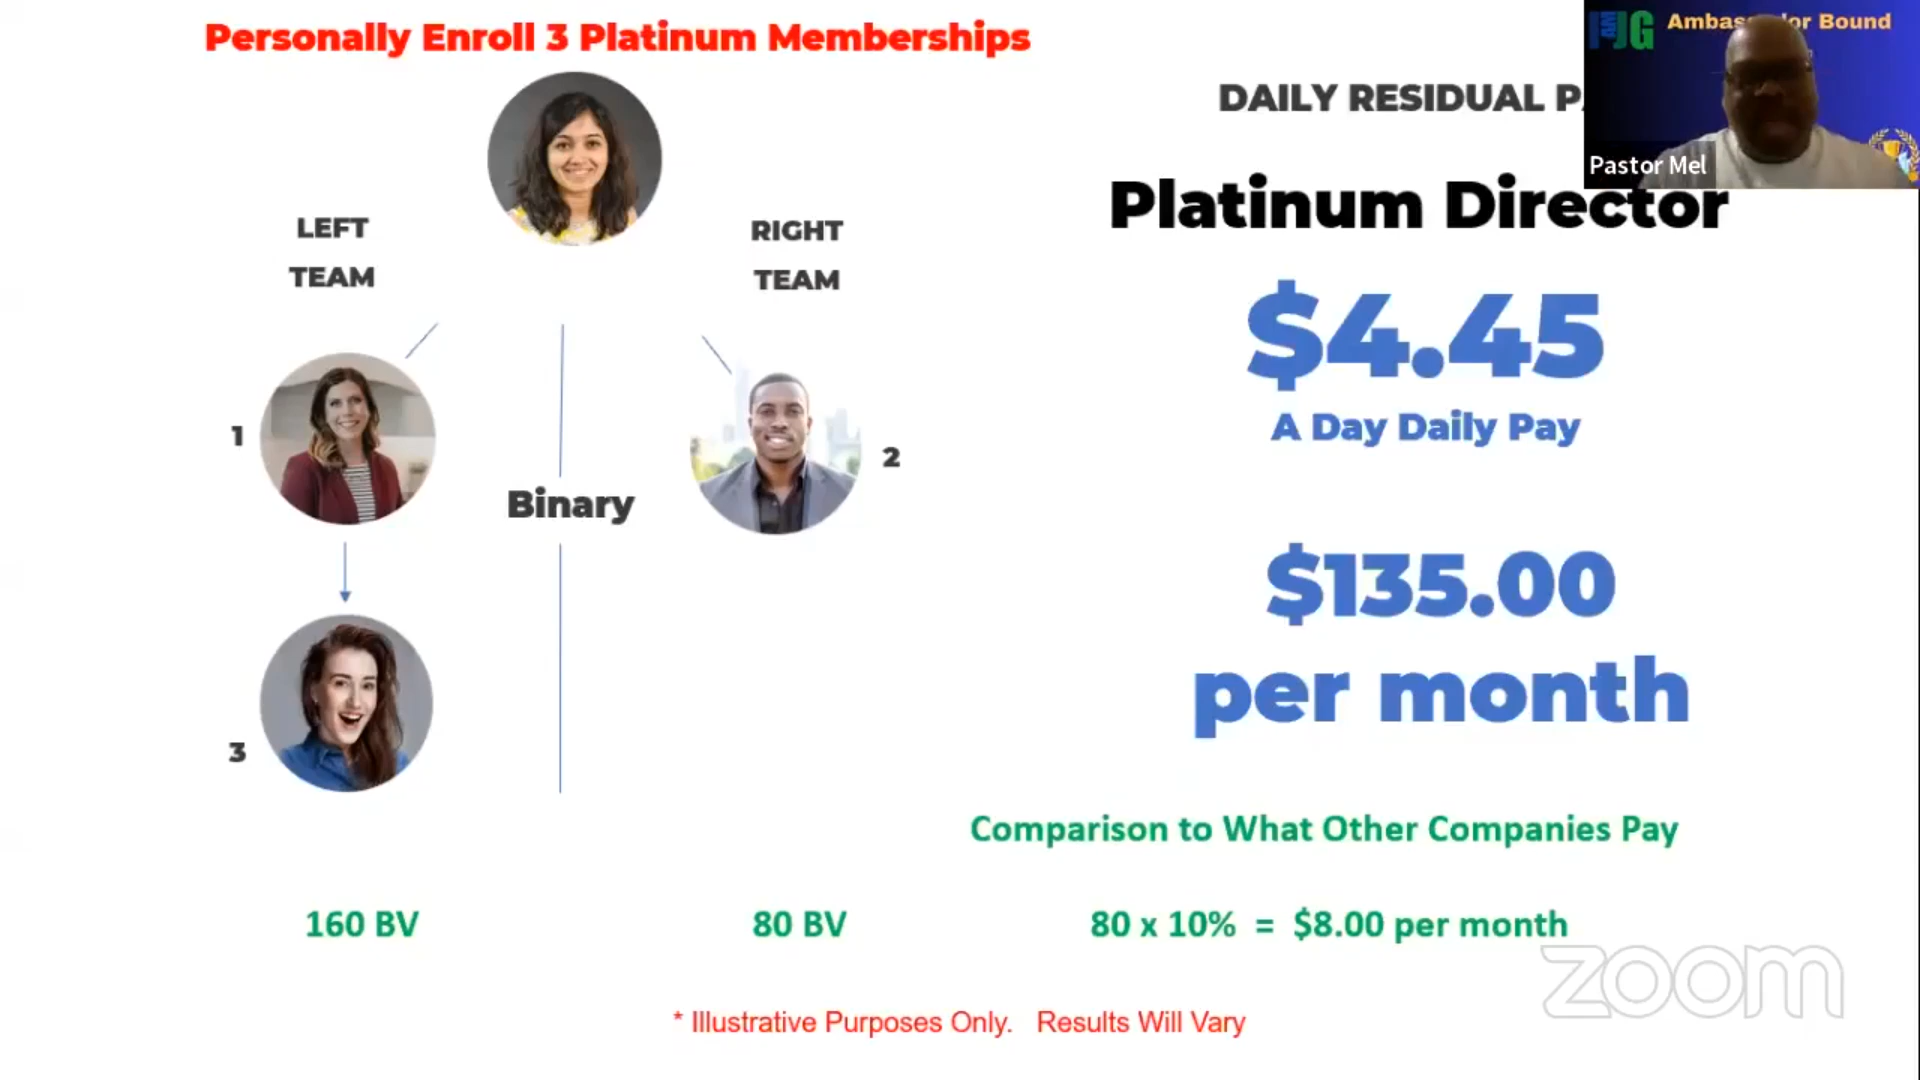 Personally Enroll 3 Platinum Memberships
LEFT
TEAM
RIGHT
TEAM
1
2
Binary
3
160 BV
80 BV
DAILY RESIDUAL
Platinum Director
$4.45
A Day Daily Pay
$135.00
per month
Comparison to What Other Companies Pay
80 x 10% = $8.00 per month
* Illustrative Purposes Only. Results Will Vary
Bound
Pastor Mel
zoom